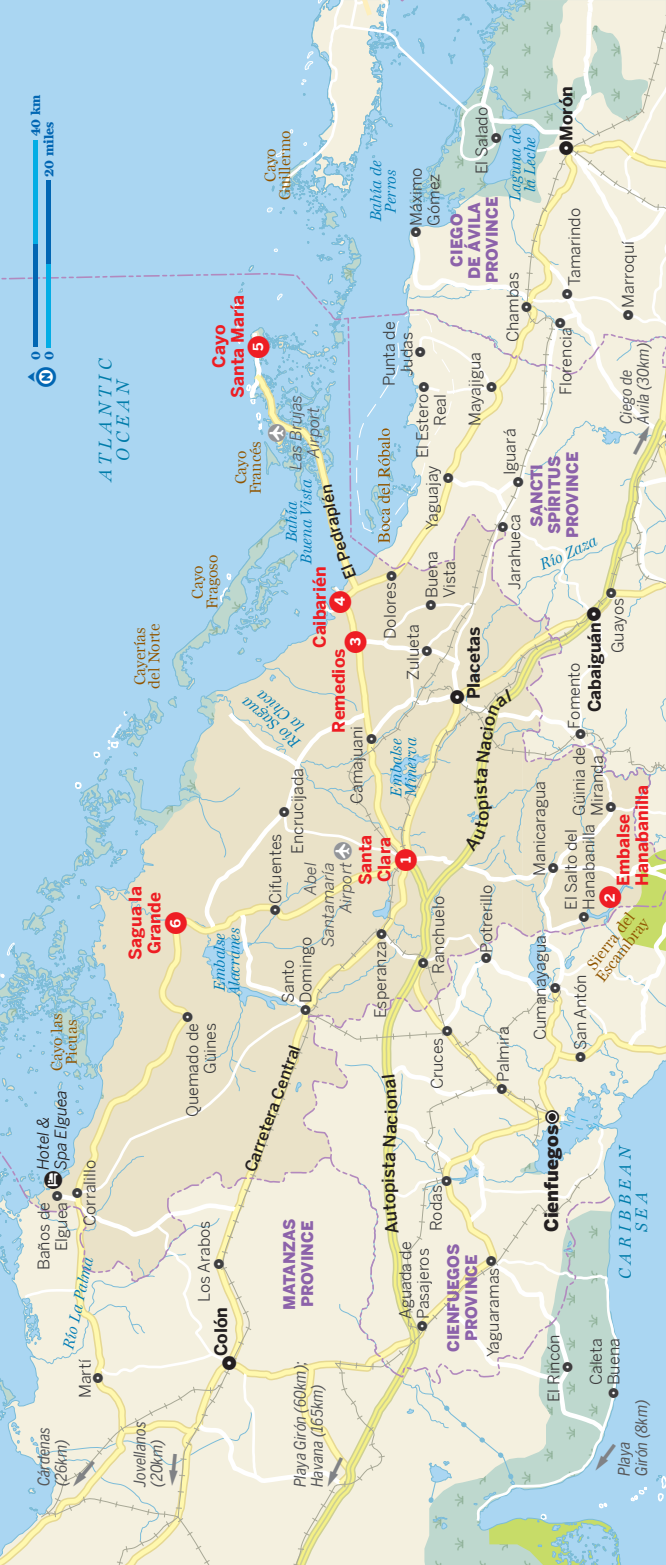 N
0
40 km
0
20 miles
ATLANTIC
OCEAN
Cayo
Guillermo
Bahía de
Perros
Máximo
Gómez
El Salado
Laguna de
la Leche
Morón
CIEGO
DE ÁVILA
PROVINCE
Cayo
Santa María
5
Las Brujas
Airport
Cayo
Francés
Bahía
Buena Vista
El Pedraplén
Punta de
Judas
El Estero
Real
Boca del Róbalo
Mayajigua
Chambas
Tamarindo
Florencia
Marroquí
Ciego de
Ávila (30km)
Yaguajay
Iguará
SANCTI
SPÍRITUS
PROVINCE
Jarahueca
Río Zaza
Cayo
Fragoso
Cayerías
del Norte
Caibarién
4
Remedios
3
Dolores
Buena
Vista
Zulueta
Placetas
Cabaiguán
Guayos
Fomento
Río Sagua
la Chica
Camajuaní
Embalse
Minerva
Autopista Nacional
Encrucijada
Cifuentes
Abel
Santamaría
Airport
Santa
Clara
1
Manicaragua
Güinia de
Miranda
El Salto del
Hanabanilla
2
Embalse
Hanabanilla
Sierra del
Escambray
Sagua la
Grande
6
Embalse
Alacranes
Santo
Domingo
Esperanza
Ranchuelo
Potrerillo
Cumanayagua
San Antón
Cayo las
Picuas
Quemado de
Güines
Carretera Central
Autopista Nacional
Cruces
Palmira
Cienfuegos
CARIBBEAN
SEA
Hotel &
Spa Elguea
Baños de
Elguea
Corralillo
Los Arabos
MATANZAS
PROVINCE
Rodas
Aguada de
Pasajeros
CIENFUEGOS
PROVINCE
Yaguaramas
Río La Palma
Martí
Colón
El Rincón
Caleta
Buena
Cárdenas
(26km)
Jovellanos
(20km)
Playa Girón (60km);
Havana (165km)
Playa
Girón (8km)